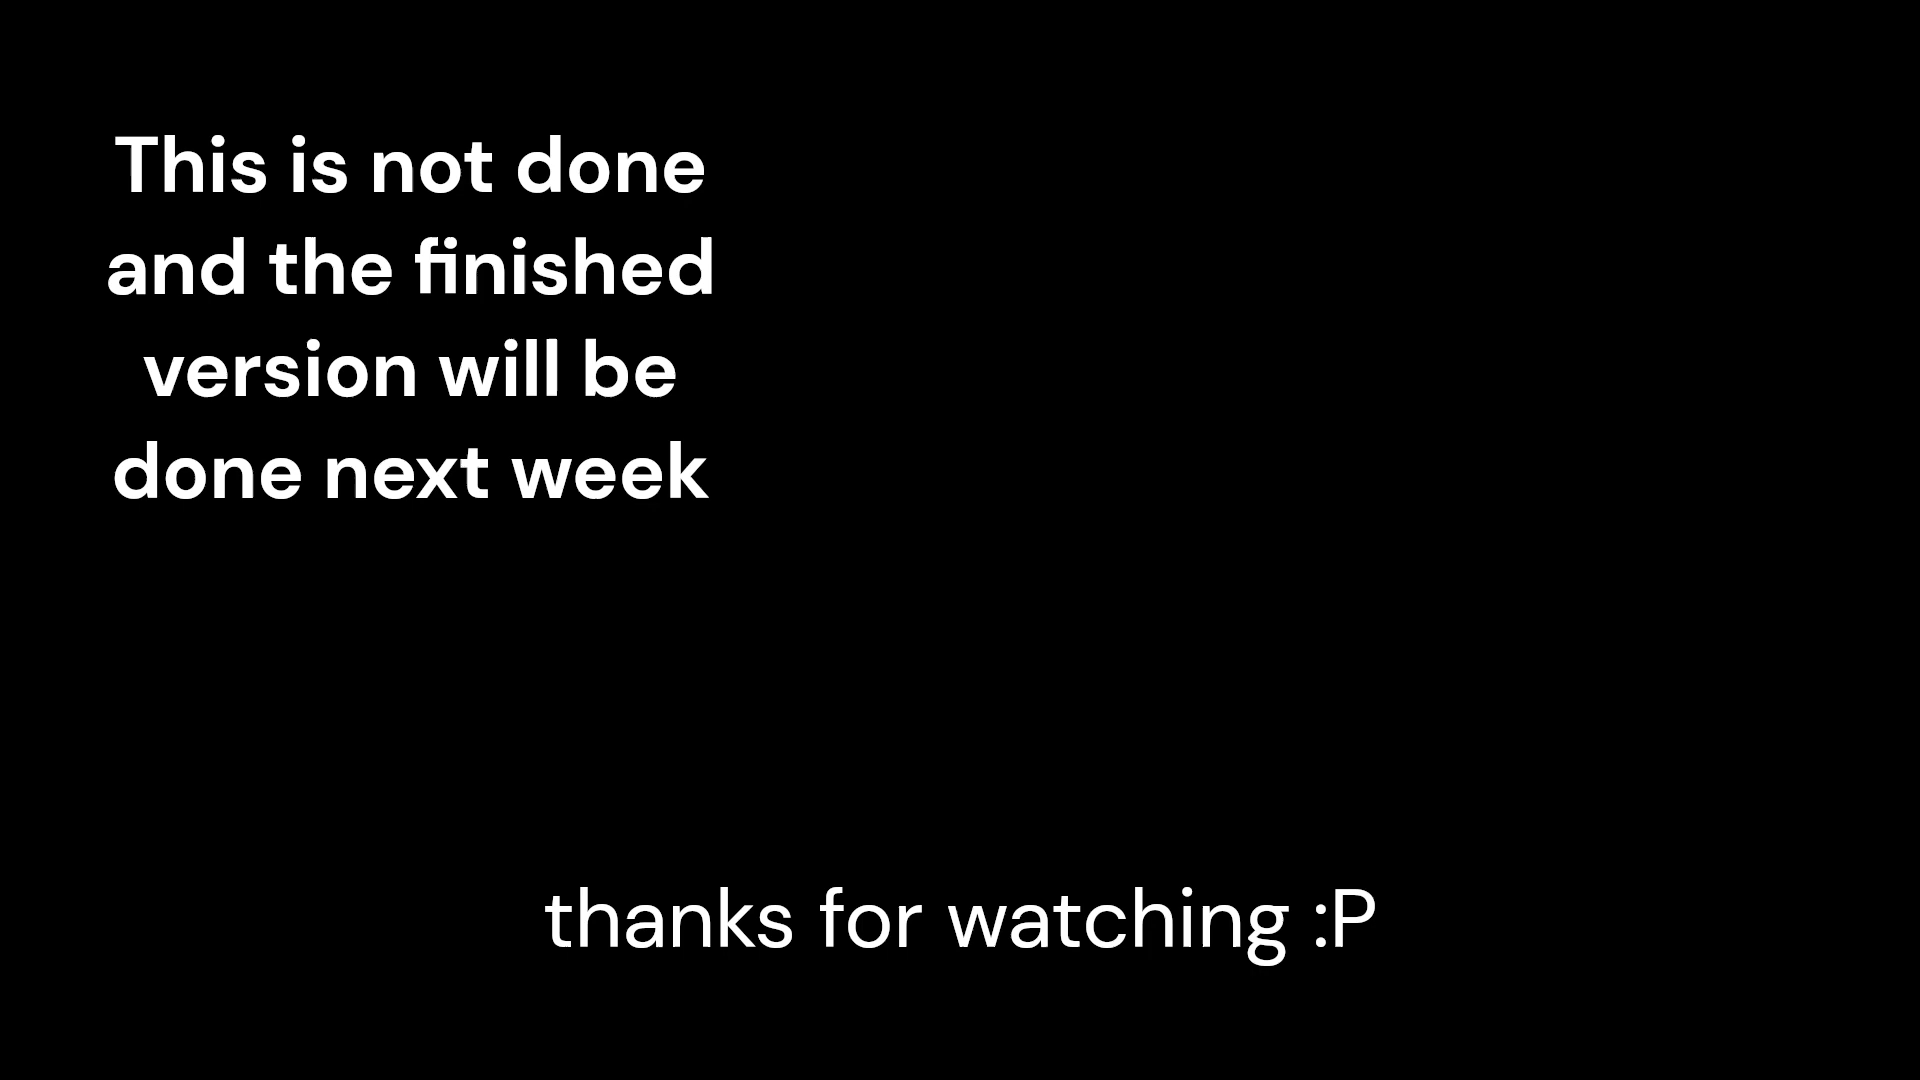 This is not done
and the finished
version will be
done next week
thanks for watching :P